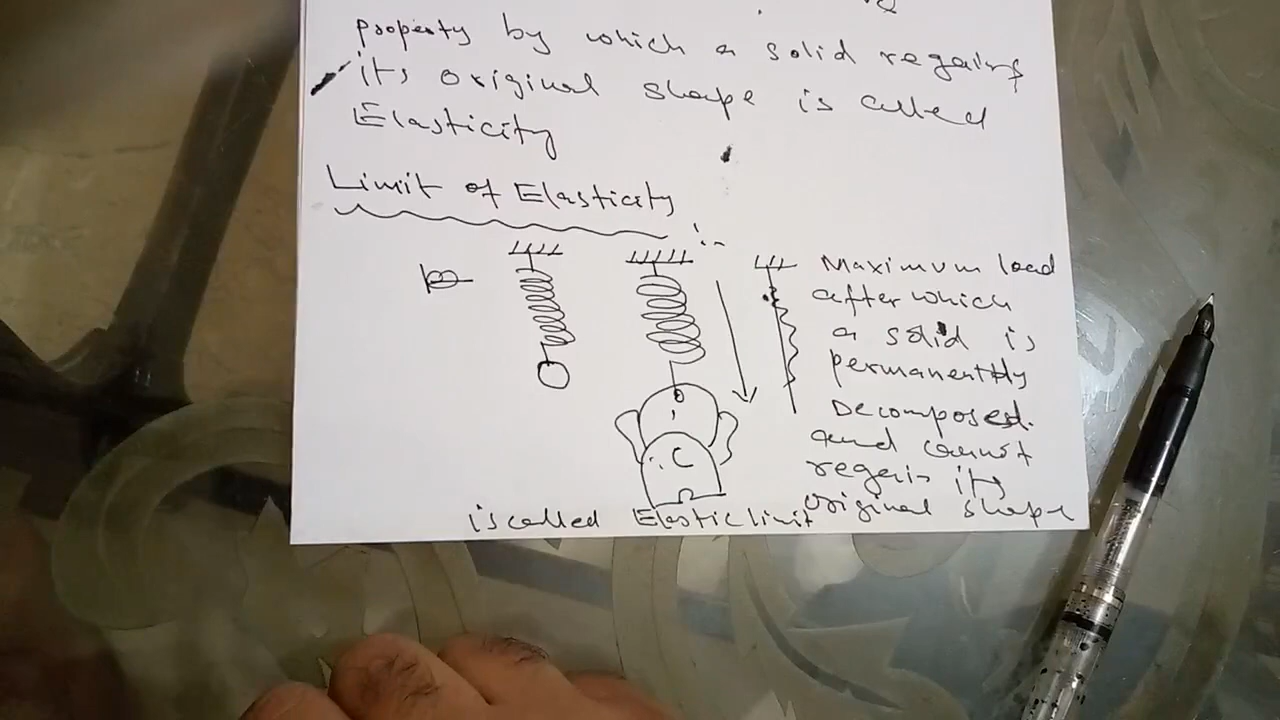 property by which a solid regains
its original shape is called
Elasticity
Limit of Elasticity
Maximum load
after which
a solid is
permanently
Decomposed.
and cannot
regain its
original shape
is called Elastic limit